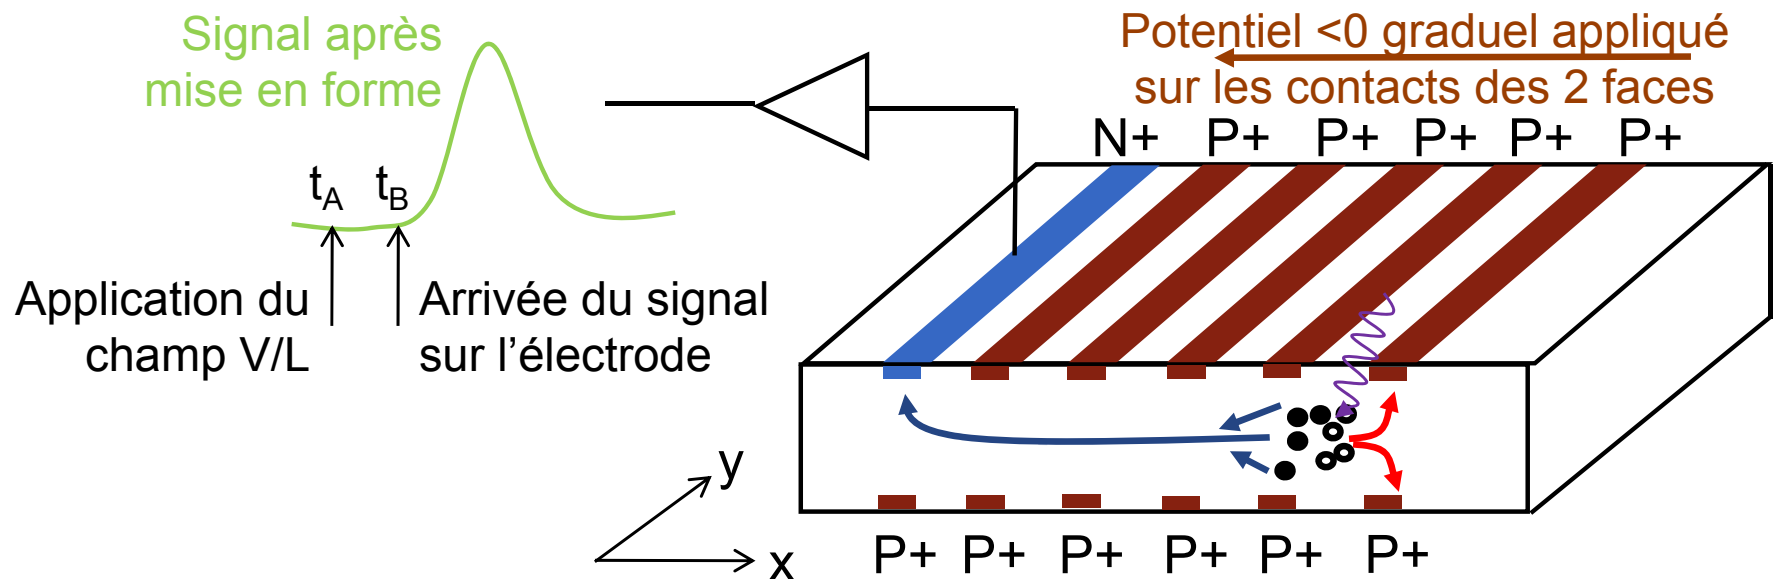 Signal après
mise en forme
Potentiel <0 graduel appliqué
sur les contacts des 2 faces
N+ P+ P+ P+ P+ P+
tA tB
Application du
champ V/L
Arrivée du signal
sur l'électrode
y
x
P+ P+ P+ P+ P+ P+